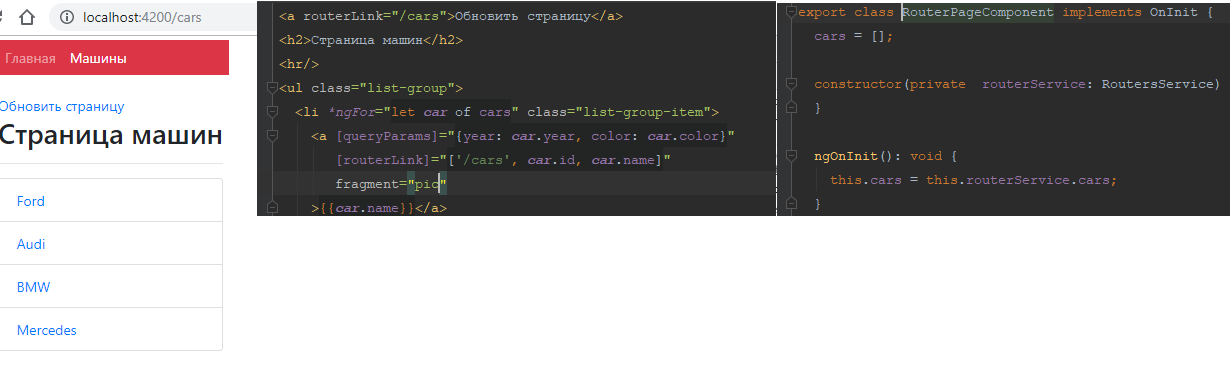 localhost:4200/cars
Главная Машины
Обновить страницу
Страница машин
Ford
Audi
BMW
Mercedes
<a routerLink="/cars">Обновить страницу</a>
<h2>Страница машин</h2>
<hr/>
<ul class="list-group">
<li *ngFor="let car of cars" class="list-group-item">
<a [queryParams]="{year: car.year, color: car.color}"
[routerLink]="['/cars', car.id, car.name]"
fragment="pic"
>{{car.name}}</a>
export class RouterPageComponent implements OnInit {
cars = [];
constructor(private routerService: RoutersService)
}
ngOnInit(): void {
this.cars = this.routerService.cars;
}